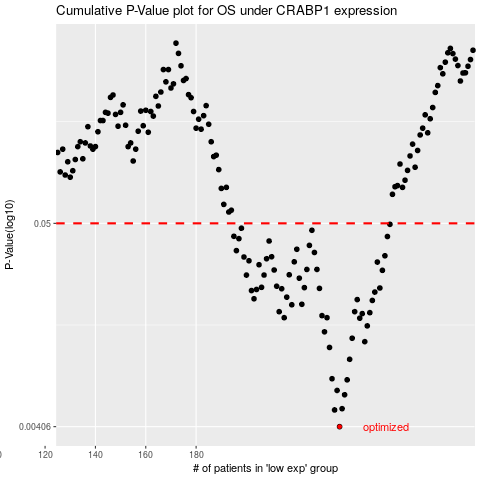 Cumulative P-Value plot for OS under CRABP1 expression
P-Value(log10)
0.05
0.00406
optimized
0 120 140 160 180
# of patients in 'low exp' group